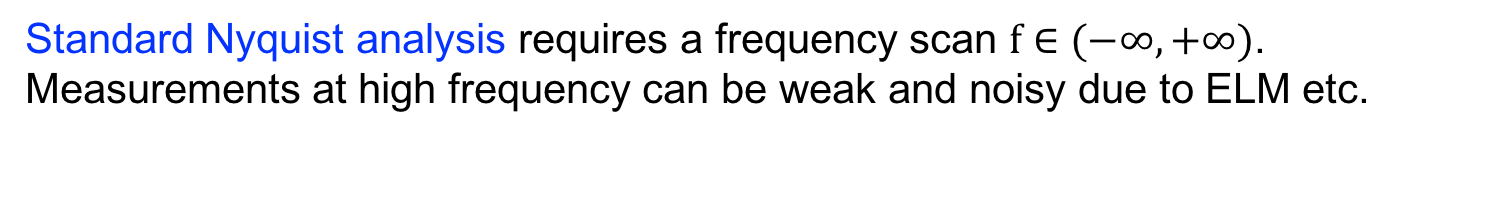 Standard Nyquist analysis requires a frequency scan f ∈ (−∞, +∞).
Measurements at high frequency can be weak and noisy due to ELM etc.